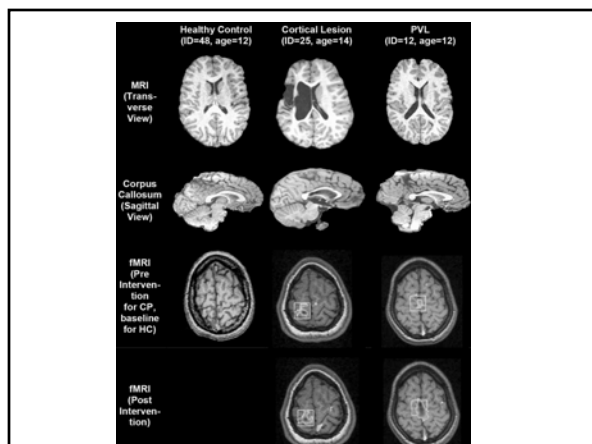 Healthy Control
(ID=48, age=12)
Cortical Lesion
(ID=25, age=14)
PVL
(ID=12, age=12)
MRI
(Trans-
verse
View)
Corpus
Callosum
(Sagittal
View)
fMRI
(Pre
Interven-
tion
for CP,
baseline
for HC)
fMRI
(Post
Interven-
tion)